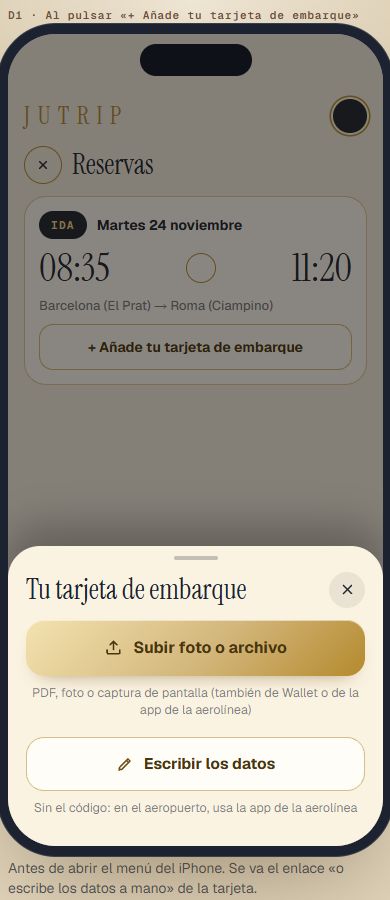 D1 · Al pulsar «+ Añade tu tarjeta de embarque»
JUTRIP
× Reservas
IDA Martes 24 noviembre
08:35 11:20
Barcelona (El Prat) → Roma (Ciampino)
+ Añade tu tarjeta de embarque
Tu tarjeta de embarque ×
Subir foto o archivo
PDF, foto o captura de pantalla (también de Wallet o de la
app de la aerolínea)
Escribir los datos
Sin el código: en el aeropuerto, usa la app de la aerolínea
Antes de abrir el menú del iPhone. Se va el enlace «o
escribe los datos a mano» de la tarjeta.